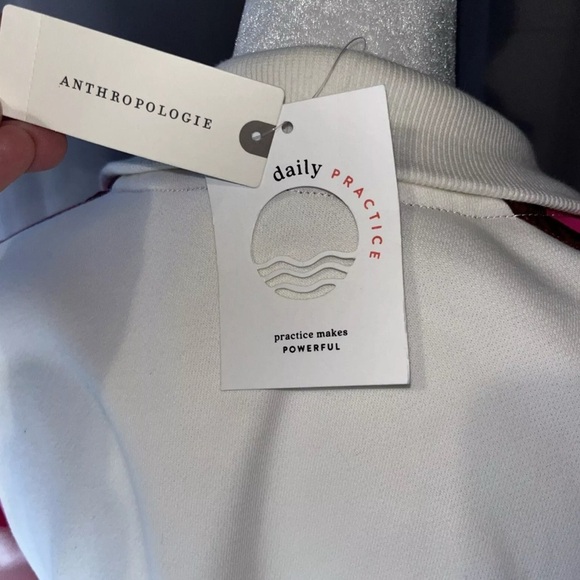 ANTHROPOLOGIE
daily PRACTICE
practice makes
POWERFUL